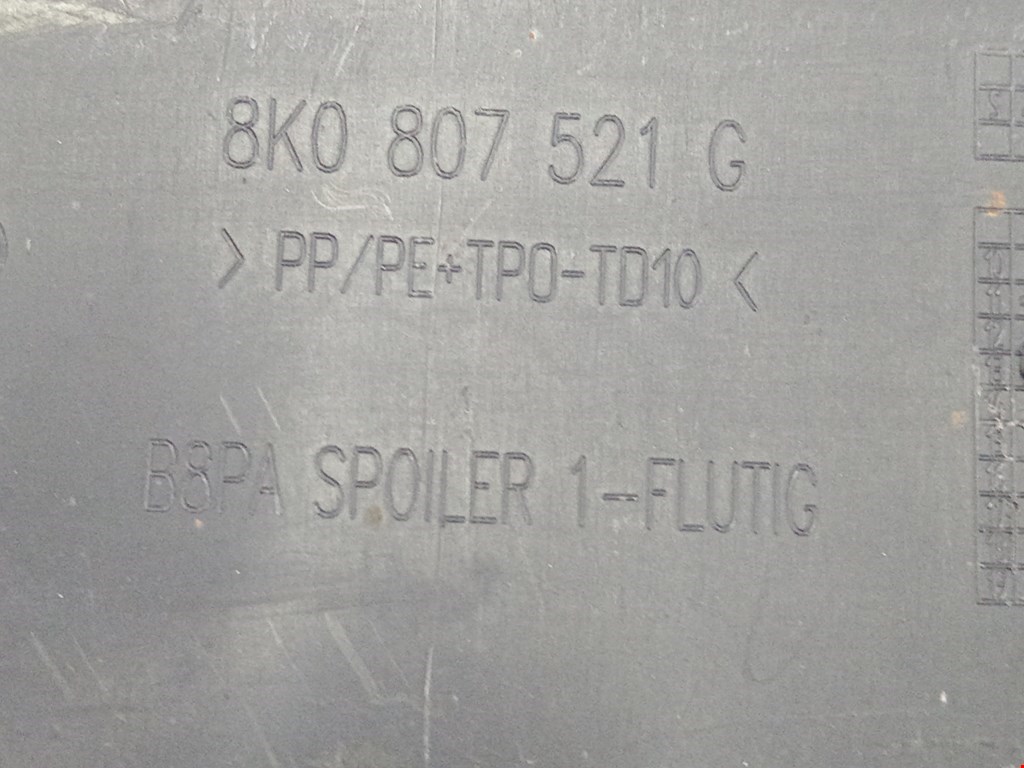 8K0 807 521 G
> PP/PE+TPO-TD10 <
B8PA SPOILER 1-FLUTIG